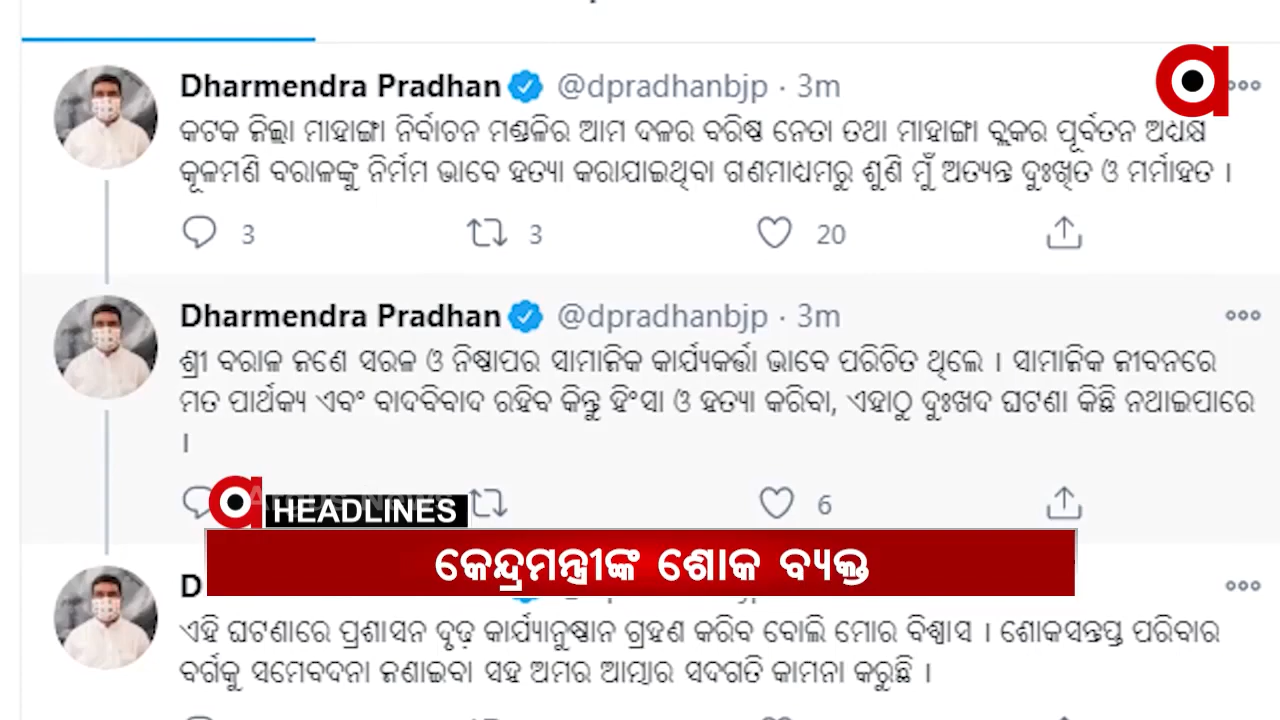 Dharmendra Pradhan @dpradhanbjp · 3m
କଟକ ଜିଲ୍ଲା ମାହାଙ୍ଗା ନିର୍ବାଚନ ମଣ୍ଡଳିର ଆମ ଦଳର ବରିଷ୍ଠ ନେତା ତଥା ମାହାଙ୍ଗା ବ୍ଲକର ପୂର୍ବତନ ଅଧ୍ୟକ୍ଷ
କୂଳମଣି ବରାଳଙ୍କୁ ନିର୍ମମ ଭାବେ ହତ୍ୟା କରାଯାଇଥିବା ଗଣମାଧ୍ୟମରୁ ଶୁଣି ମୁଁ ଅତ୍ୟନ୍ତ ଦୁଃଖିତ ଓ ମର୍ମାହତ ।
3 3 20
Dharmendra Pradhan @dpradhanbjp · 3m
ଶ୍ରୀ ବରାଳ ଜଣେ ସରଳ ଓ ନିଷ୍ଠାପର ସାମାଜିକ କାର୍ଯ୍ୟକର୍ତ୍ତା ଭାବେ ପରିଚିତ ଥିଲେ । ସାମାଜିକ ଜୀବନରେ
ମତ ପାର୍ଥକ୍ୟ ଏବଂ ବାଦବିବାଦ ରହିବ କିନ୍ତୁ ହିଂସା ଓ ହତ୍ୟା କରିବା, ଏହାଠୁ ଦୁଃଖଦ ଘଟଣା କିଛି ନଥାଇପାରେ
।
6
HEADLINES
କେନ୍ଦ୍ରମନ୍ତ୍ରୀଙ୍କ ଶୋକ ବ୍ୟକ୍ତ
ଏହି ଘଟଣାରେ ପ୍ରଶାସନ ଦୃଢ଼ କାର୍ଯ୍ୟାନୁଷ୍ଠାନ ଗ୍ରହଣ କରିବ ବୋଲି ମୋର ବିଶ୍ୱାସ । ଶୋକସନ୍ତପ୍ତ ପରିବାର
ବର୍ଗକୁ ସମବେଦନା ଜଣାଇବା ସହ ଅମର ଆତ୍ମାର ସଦଗତି କାମନା କରୁଛି ।